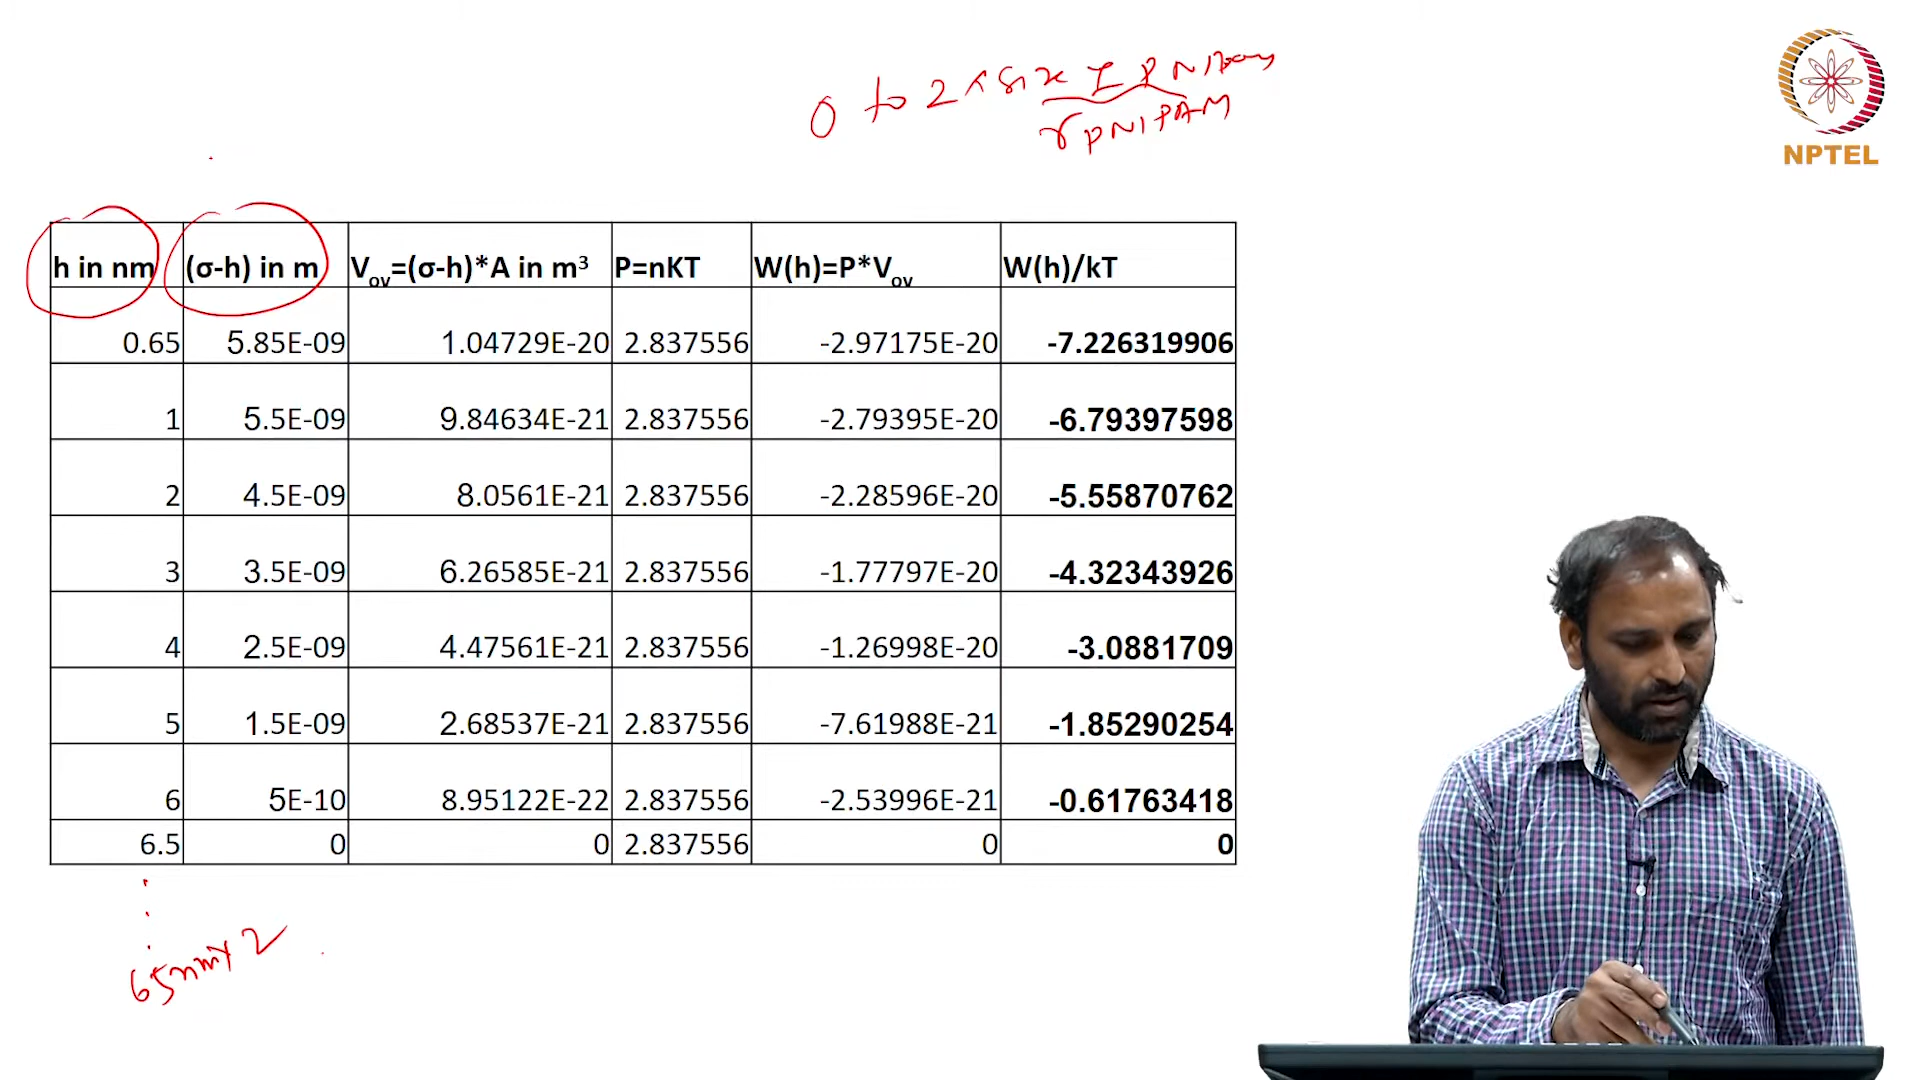 0 to 2 x size I PNIPAM
r PNIPAM
NPTEL
h in nm (σ-h) in m Vov=(σ-h)*A in m³ P=nKT W(h)=P*Vov W(h)/kT
0.65 5.85E-09 1.04729E-20 2.837556 -2.97175E-20 -7.226319906
1 5.5E-09 9.84634E-21 2.837556 -2.79395E-20 -6.79397598
2 4.5E-09 8.0561E-21 2.837556 -2.28596E-20 -5.55870762
3 3.5E-09 6.26585E-21 2.837556 -1.77797E-20 -4.32343926
4 2.5E-09 4.47561E-21 2.837556 -1.26998E-20 -3.0881709
5 1.5E-09 2.68537E-21 2.837556 -7.61988E-21 -1.85290254
6 5E-10 8.95122E-22 2.837556 -2.53996E-21 -0.61763418
6.5 0 0 2.837556 0 0
65nm x 2